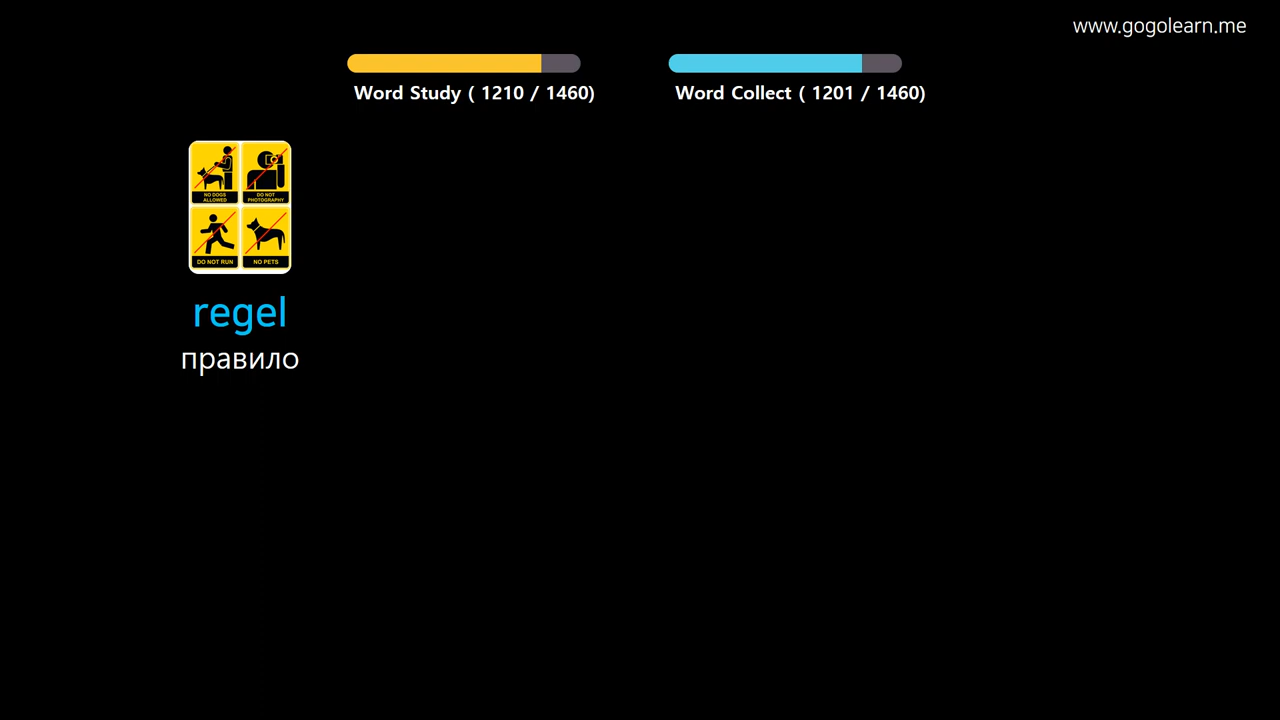 www.gogolearn.me
Word Study ( 1210 / 1460)
Word Collect ( 1201 / 1460)
NO DOGS
ALLOWED
DO NOT
PHOTOGRAPHY
DO NOT RUN
NO PETS
regel
правило